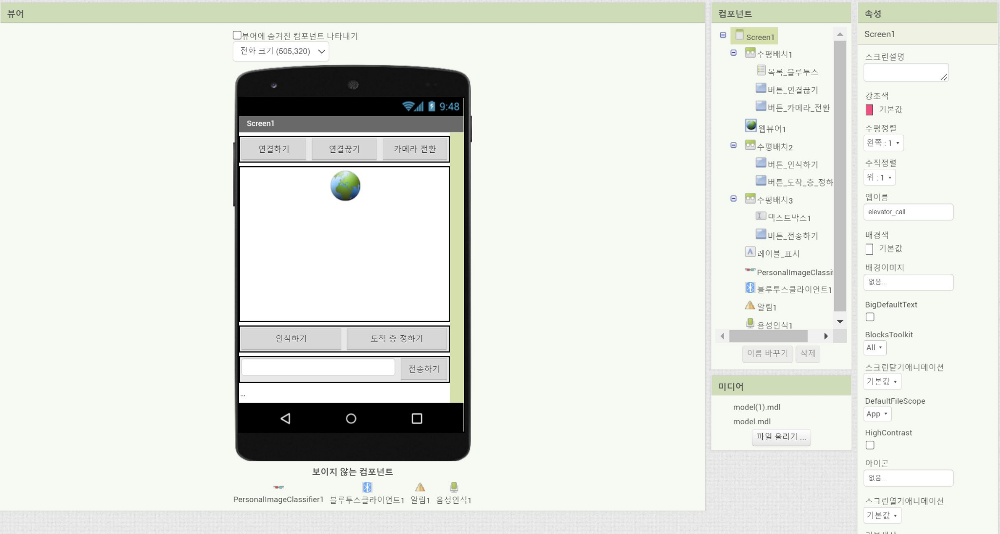 뷰어
뷰어에 숨겨진 컴포넌트 나타내기
전화 크기 (505,320)
9:48
Screen1
연결하기
연결끊기
카메라 전환
인식하기
도착 층 정하기
전송하기
...
보이지 않는 컴포넌트
PersonalImageClassifier1
블루투스클라이언트1
알림1
음성인식1
컴포넌트
Screen1
수평배치1
목록_블루투스
버튼_연결끊기
버튼_카메라_전환
웹뷰어1
수평배치2
버튼_인식하기
버튼_도착_층_정하
수평배치3
텍스트박스1
버튼_전송하기
레이블_표시
PersonalImageClassif
블루투스클라이언트1
알림1
음성인식1
이름 바꾸기
삭제
미디어
model(1).mdl
model.mdl
파일 올리기 ...
속성
Screen1
스크린설명
강조색
기본값
수평정렬
왼쪽 : 1
수직정렬
위 : 1
앱이름
elevator_call
배경색
기본값
배경이미지
없음...
BigDefaultText
BlocksToolkit
All
스크린닫기애니메이션
기본값
DefaultFileScope
App
HighContrast
아이콘
없음...
스크린열기애니메이션
기본값